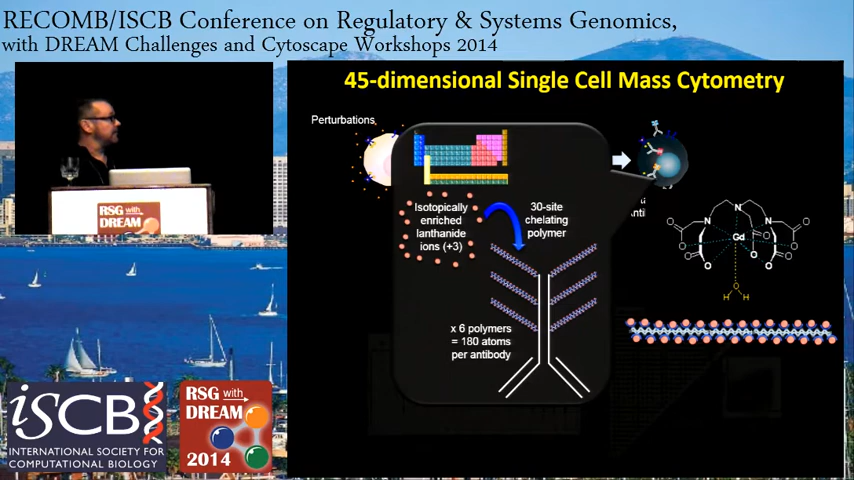 RECOMB/ISCB Conference on Regulatory & Systems Genomics,
with DREAM Challenges and Cytoscape Workshops 2014
45-dimensional Single Cell Mass Cytometry
Perturbations
Isotopically
enriched
lanthanide
ions (+3)
30-site
chelating
polymer
x 6 polymers
= 180 atoms
per antibody
N
N
N
Gd
O
O
O
O
O
O
O
O
O
H H
RSG with
DREAM
iSCB
INTERNATIONAL SOCIETY FOR
COMPUTATIONAL BIOLOGY
RSG with
DREAM
2014